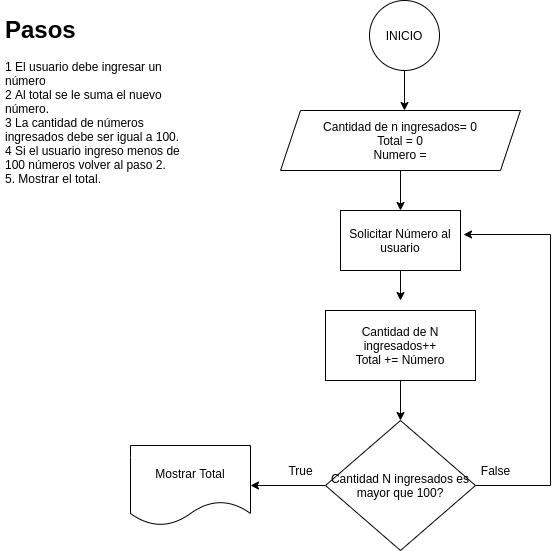 Pasos
1 El usuario debe ingresar un
número
2 Al total se le suma el nuevo
número.
3 La cantidad de números
ingresados debe ser igual a 100.
4 Si el usuario ingreso menos de
100 números volver al paso 2.
5. Mostrar el total.
INICIO
Cantidad de n ingresados= 0
Total = 0
Numero =
Solicitar Número al
usuario
Cantidad de N
ingresados++
Total += Número
Cantidad N ingresados es
mayor que 100?
True
False
Mostrar Total